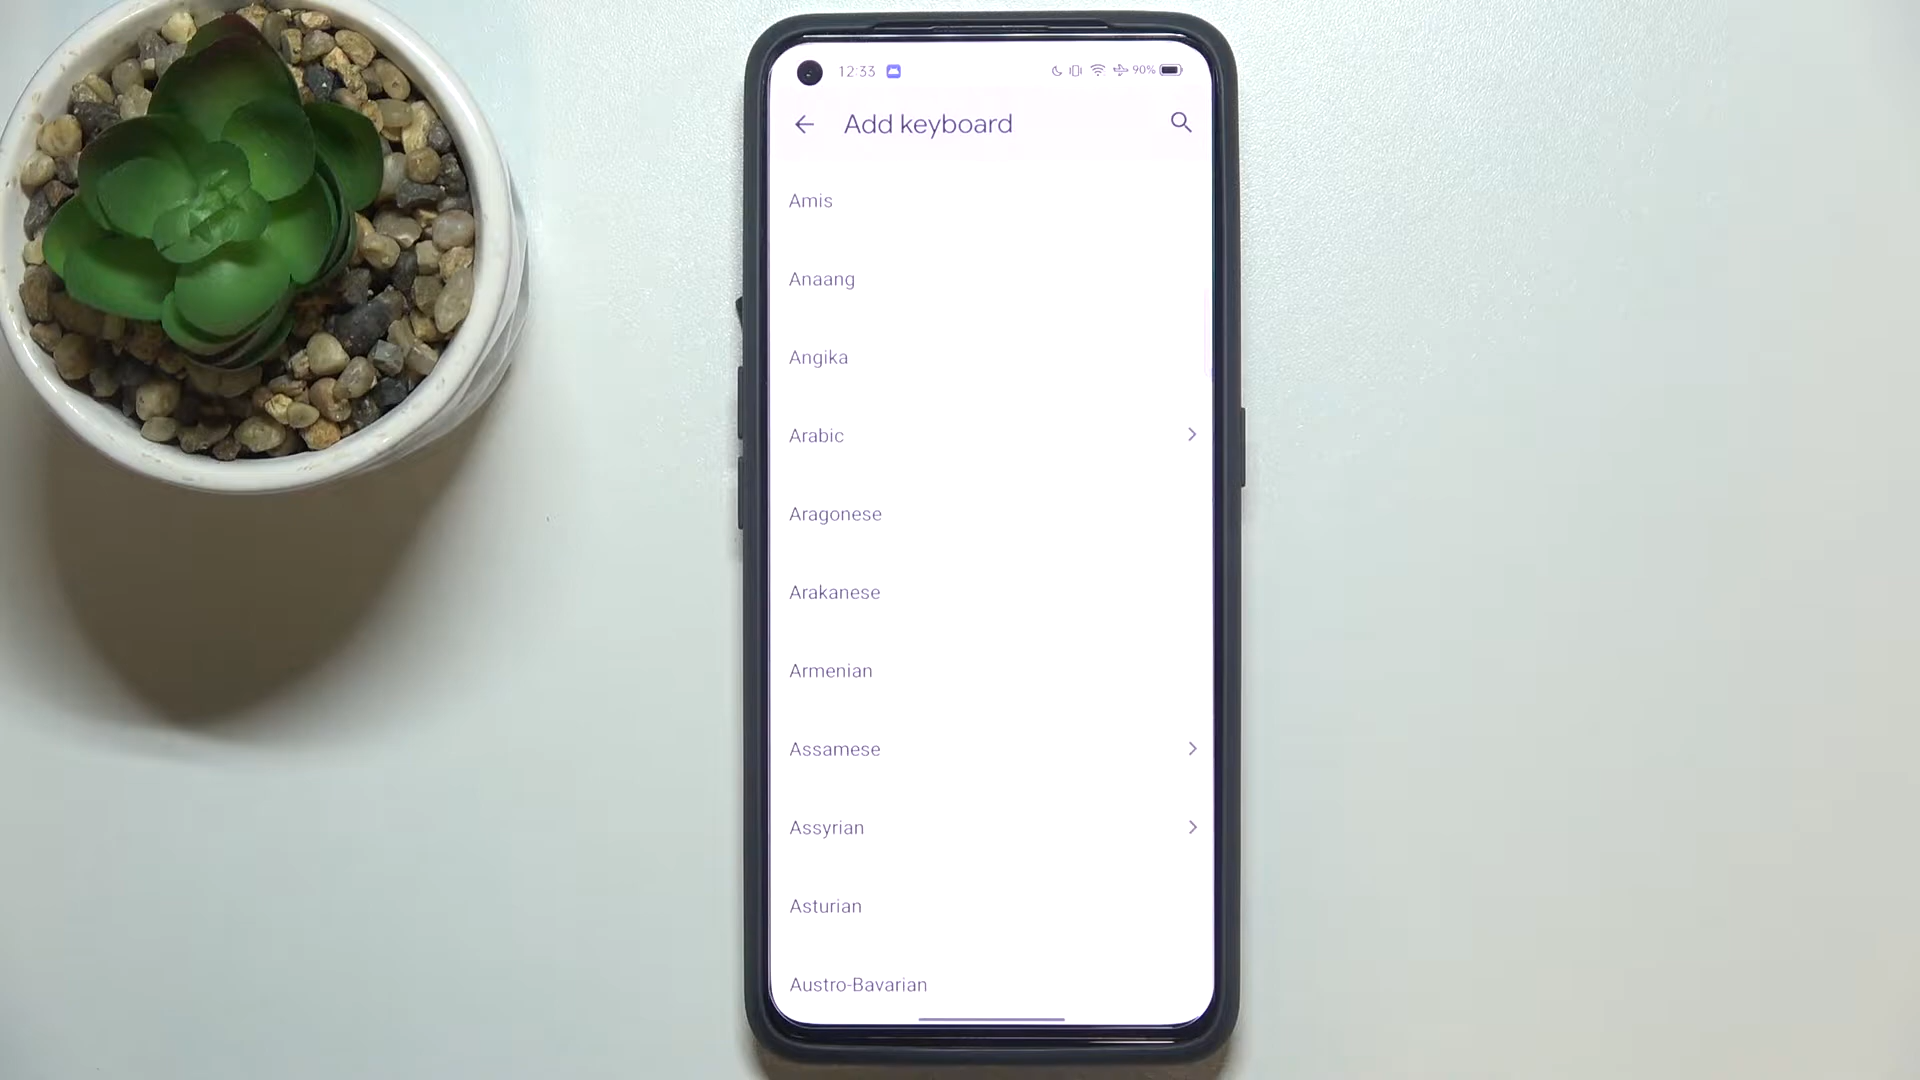 12:33 90%
Add keyboard
Amis
Anaang
Angika
Arabic
Aragonese
Arakanese
Armenian
Assamese
Assyrian
Asturian
Austro-Bavarian